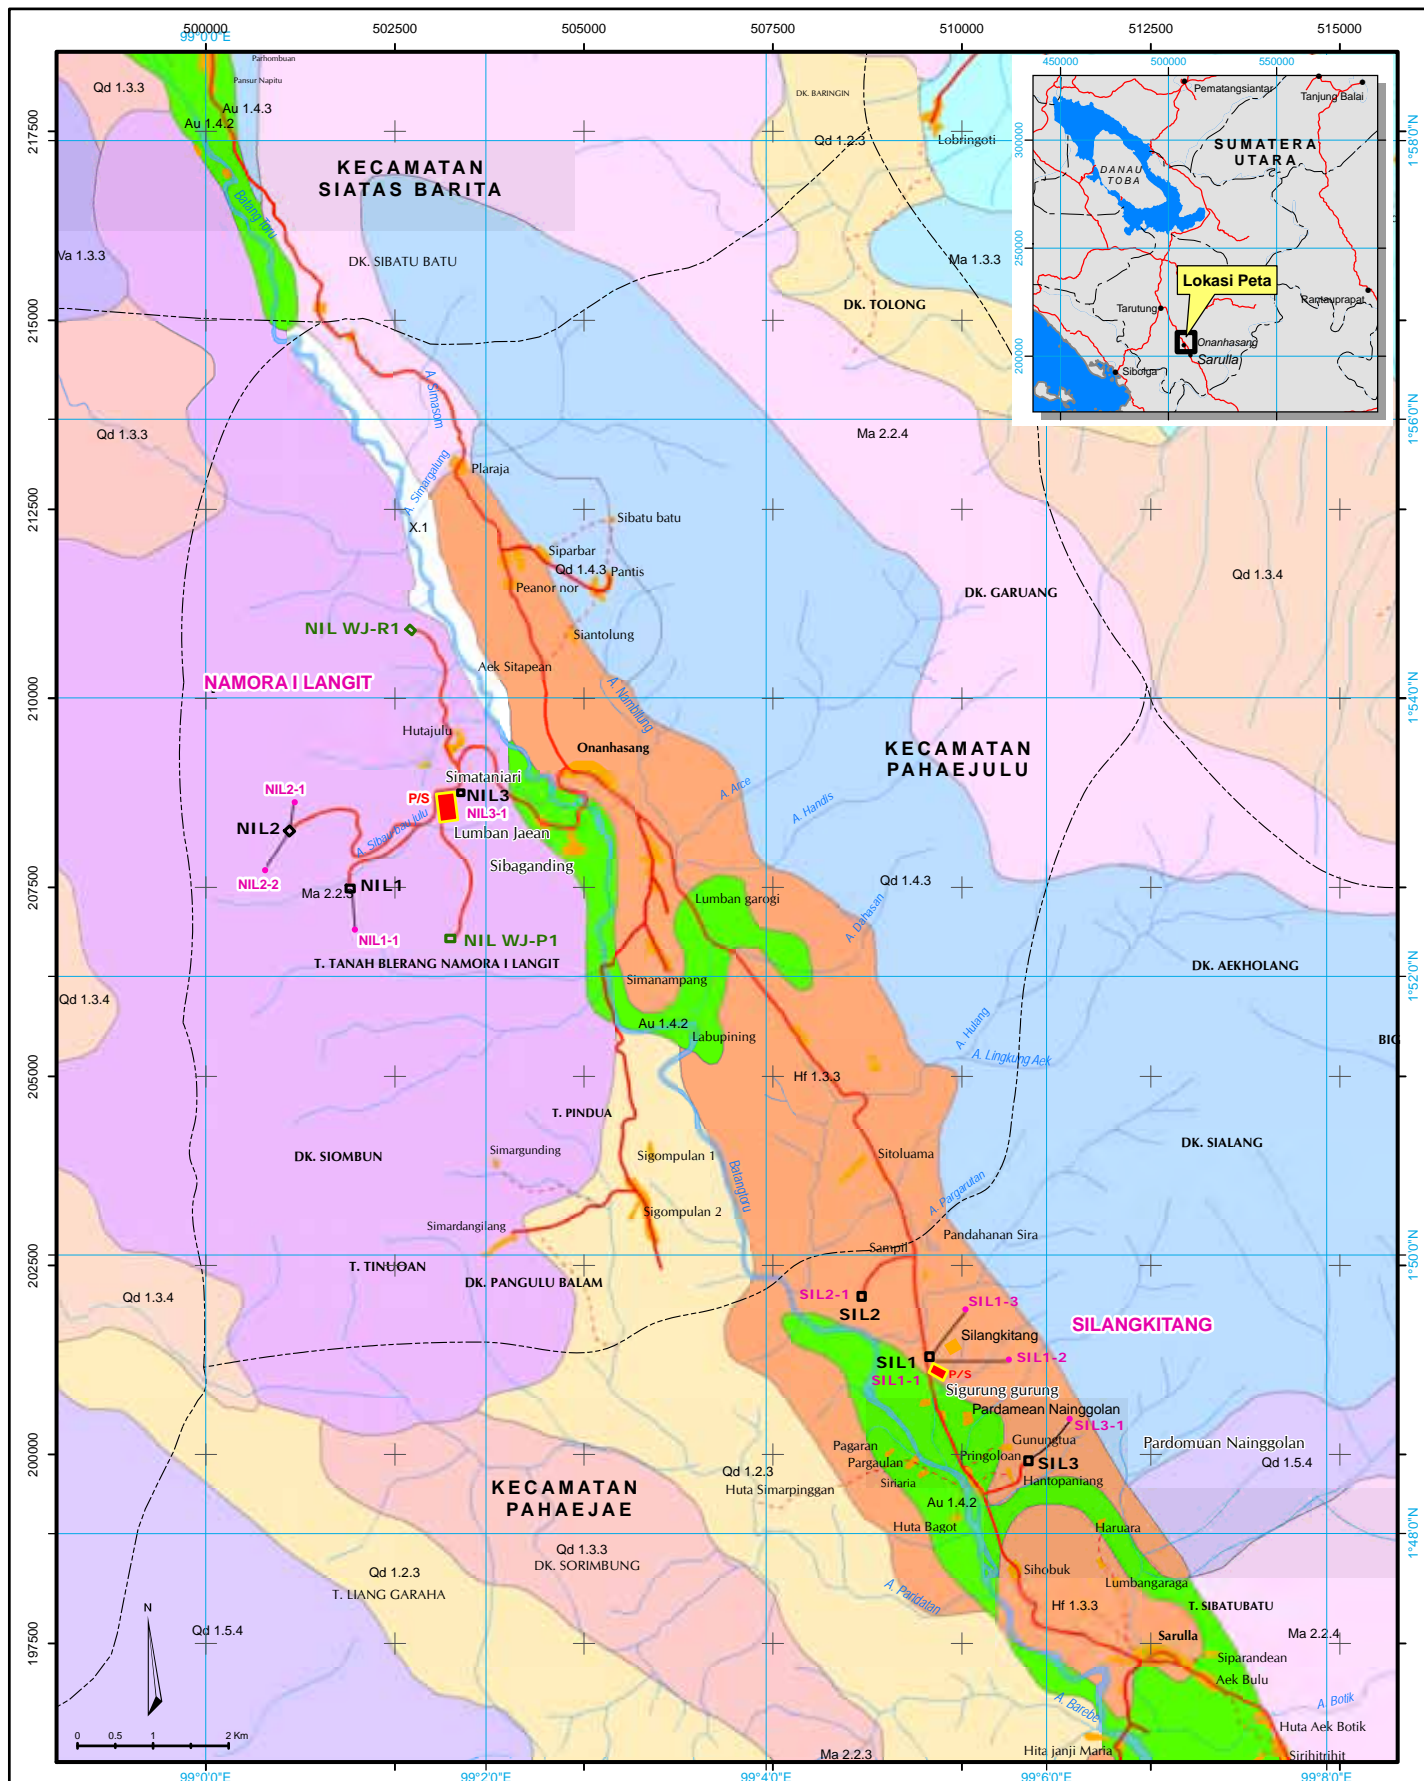 500000
502500
505000
507500
510000
512500
515000
99°0'0"E
450000
500000
550000
Parhombuan
Pansur Napitu
Qd 1.3.3
Au 1.4.3
Au 1.4.2
DK. BARINGIN
Qd 1.2.3
Lobringoti
Pematangsiantar
Tanjung Balai
SUMATERA
UTARA
300000
DANAU
TOBA
250000
Lokasi Peta
Tarutung
Rantauprapat
Onanhasang
Sarulla
200000
Sibolga
217500
1°58'0"N
KECAMATAN
SIATAS BARITA
Batang Toru
Va 1.3.3
DK. SIBATU BATU
Ma 1.3.3
DK. TOLONG
215000
A. Simasom
Qd 1.3.3
Ma 2.2.4
1°56'0"N
Plaraja
A. Simargalung
212500
X.1
Sibatu batu
Siparbar
Qd 1.4.3
Pantis
Peanor nor
Qd 1.3.4
DK. GARUANG
NIL WJ-R1
Siantolung
Aek Sitapean
NAMORA I LANGIT
A. Nambilung
210000
1°54'0"N
Hutajulu
Onanhasang
KECAMATAN
PAHAEJULU
Simataniari
NIL2-1
P/S
NIL3
NIL3-1
A. Arce
A. Handis
NIL2
A. Sibau bau julu
Lumban Jaean
Sibaganding
NIL2-2
NIL1
Ma 2.2.3
Qd 1.4.3
207500
Lumban garogi
A. Dahasan
NIL1-1
NIL WJ-P1
T. TANAH BLERANG NAMORA I LANGIT
DK. AEKHOLANG
1°52'0"N
Simanampang
Qd 1.3.4
Au 1.4.2
Labupining
A. Hulang
A. Lingkung Aek
BIG
205000
Hf 1.3.3
T. PINDUA
DK. SIOMBUN
Simargunding
Sigompulan 1
Sitoluama
DK. SIALANG
Batangtoru
A. Pargarutan
Sigompulan 2
Simardangilang
Pandahanan Sira
Sampil
202500
1°50'0"N
T. TINUOAN
DK. PANGULU BALAM
Qd 1.3.4
SIL2-1
SIL2
SIL1-3
SILANGKITANG
Silangkitang
SIL1
SIL1-2
SIL1-1
P/S
Sigurung gurung
Pardamean Nainggolan
SIL3-1
Gunungtua
Pagaran
Pringoloan
Pardomuan Nainggolan
200000
Pargaulan
SIL3
Qd 1.5.4
Qd 1.2.3
Sinaria
Hantopaniang
Huta Simarpinggan
KECAMATAN
PAHAEJAE
Au 1.4.2
Huta Bagot
Haruara
1°48'0"N
Qd 1.3.3
DK. SORIMBUNG
Qd 1.2.3
Sihobuk
T. LIANG GARAHA
A. Paridalan
Lumbangaraga
Hf 1.3.3
T. SIBATUBATU
N
Qd 1.5.4
197500
Sarulla
Ma 2.2.4
Siparandean
Aek Bulu
A. Barebe
A. Botik
Huta Aek Botik
0 0.5 1 2 Km
Ma 2.2.3
Hita janji Maria
Sirihitrihit
99°0'0"E
99°2'0"E
99°4'0"E
99°6'0"E
99°8'0"E